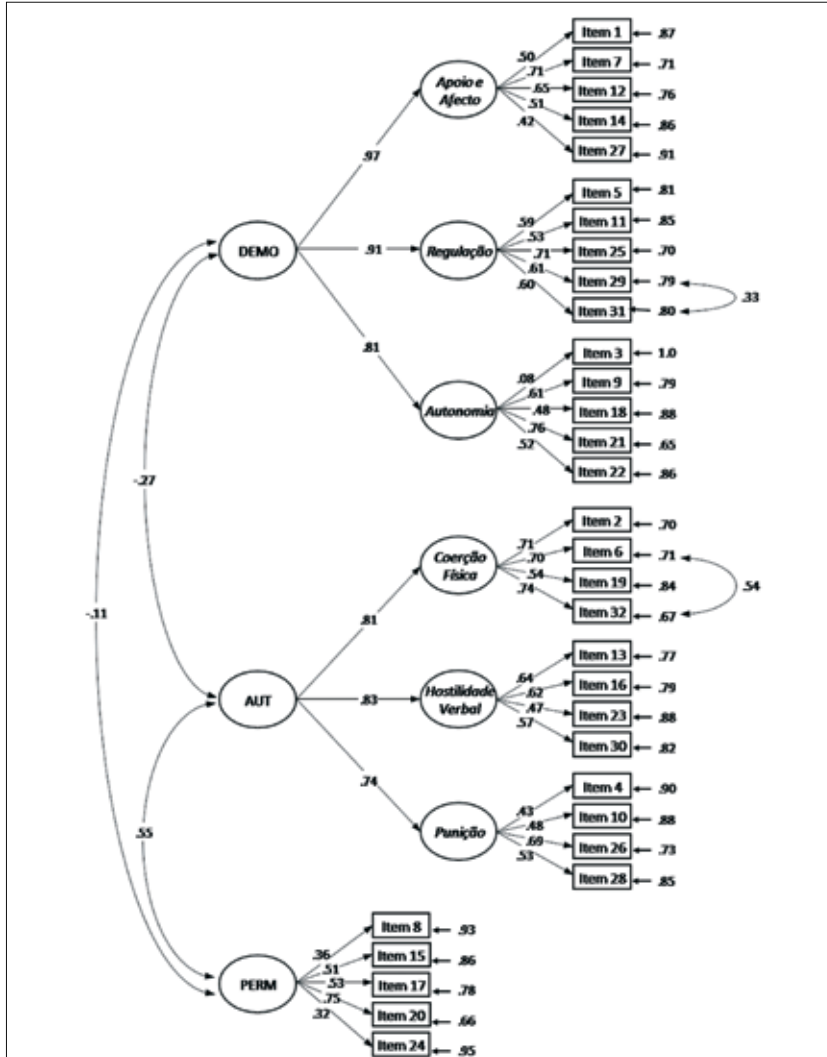 Item 1 .87
.50
Item 7 .71
.71
Apoio e
Afecto
.65
Item 12 .76
.51
Item 14 .86
.42
Item 27 .91
.97
Item 5 .81
.59
Item 11 .85
.53
DEMO
.91
Regulação
.71
Item 25 .70
.61
Item 29 .79
.60
.33
Item 31 .80
.81
Item 3 1.0
.08
Item 9 .79
.61
Autonomia
.48
Item 18 .88
.76
Item 21 .65
.52
Item 22 .86
-.27
Item 2 .70
.71
Item 6 .71
.70
Coerção
Física
.54
Item 19 .84
.74
.54
Item 32 .67
-.11
.81
Item 13 .77
.64
Item 16 .79
.62
AUT
.83
Hostilidade
Verbal
.47
Item 23 .88
.57
Item 30 .82
.74
Item 4 .90
.43
Item 10 .88
.48
Punição
.69
Item 26 .73
.53
Item 28 .85
.55
Item 8 .93
.36
Item 15 .86
.51
PERM
.53
Item 17 .78
.75
Item 20 .66
.32
Item 24 .95